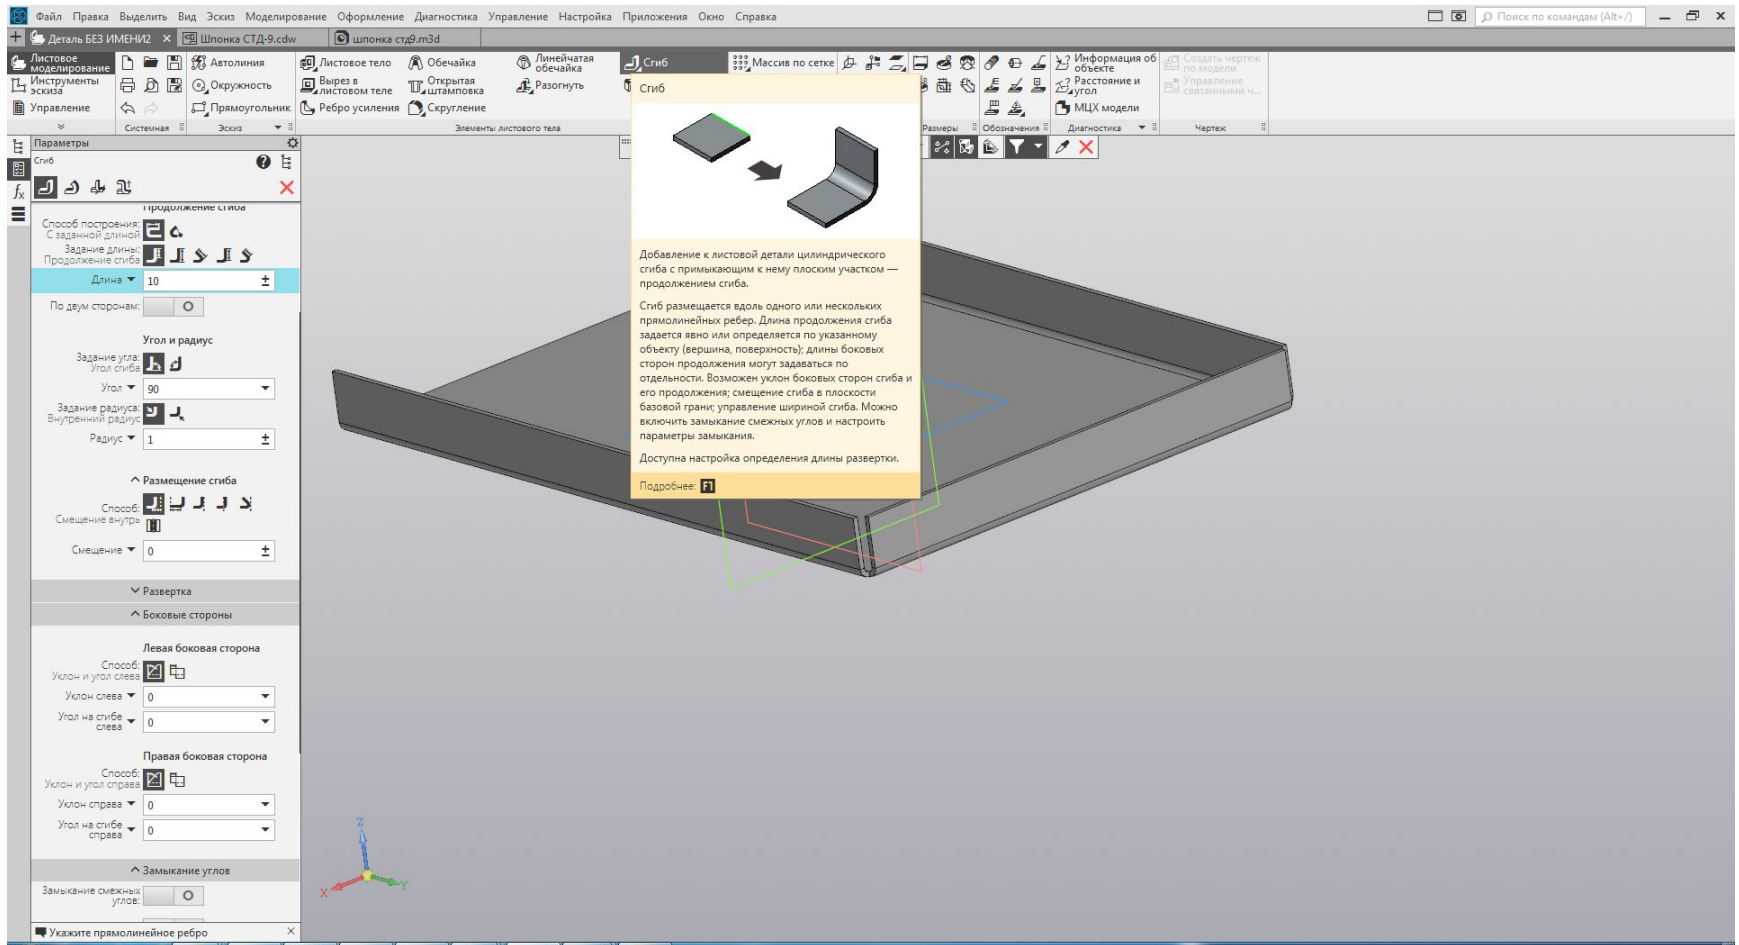 Файл Правка Выделить Вид Эскиз Моделирование Оформление Диагностика Управление Настройка Приложения Окно Справка
Поиск по командам (Alt+/)
Деталь БЕЗ ИМЕНИ2
Шпонка СТД-9.cdw
шпонка стд9.m3d
Листовое моделирование
Инструменты эскиза
Управление
Системная
Автолиния
Окружность
Прямоугольник
Эскиз
Листовое тело
Вырез в листовом теле
Ребро усиления
Обечайка
Открытая штамповка
Скругление
Линейчатая обечайка
Разогнуть
Элементы листового тела
Сгиб
Массив по сетке
Размеры
Обозначения
Информация об объекте
Расстояние и угол
МЦХ модели
Диагностика
Создать чертеж по модели
Управление связанными ч...
Чертеж
Параметры
Сгиб
Продолжение сгиба
Способ построения:
С заданной длиной
Задание длины:
Продолжение сгиба
Длина 10
По двум сторонам:
Угол и радиус
Задание угла:
Угол сгиба
Угол 90
Задание радиуса:
Внутренний радиус
Радиус 1
Размещение сгиба
Способ:
Смещение внутрь
Смещение 0
Развертка
Боковые стороны
Левая боковая сторона
Способ:
Уклон и угол слева
Уклон слева 0
Угол на сгибе слева 0
Правая боковая сторона
Способ:
Уклон и угол справа
Уклон справа 0
Угол на сгибе справа 0
Замыкание углов
Замыкание смежных углов:
Укажите прямолинейное ребро
Сгиб
Добавление к листовой детали цилиндрического
сгиба с примыкающим к нему плоским участком —
продолжением сгиба.
Сгиб размещается вдоль одного или нескольких
прямолинейных ребер. Длина продолжения сгиба
задается явно или определяется по указанному
объекту (вершина, поверхность); длины боковых
сторон продолжения могут задаваться по
отдельности. Возможен уклон боковых сторон сгиба и
его продолжения; смещение сгиба в плоскости
базовой грани; управление шириной сгиба. Можно
включить замыкание смежных углов и настроить
параметры замыкания.
Доступна настройка определения длины развертки.
Подробнее: F1
Z
X
Y